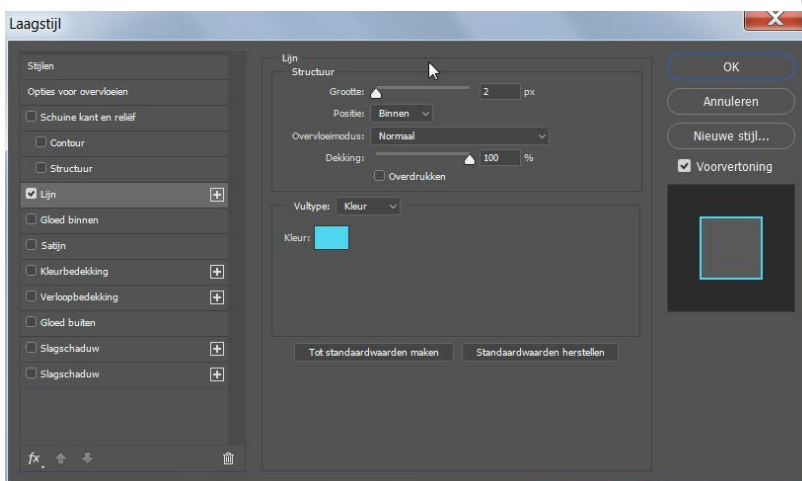 Laagstijl
Stijlen
Opties voor overvloeien
Schuine kant en reliëf
Contour
Structuur
Lijn
Gloed binnen
Satijn
Kleurbedekking
Verloopbedekking
Gloed buiten
Slagschaduw
Slagschaduw
fx
Lijn
Structuur
Grootte: 2 px
Positie: Binnen
Overvloeimodus: Normaal
Dekking: 100 %
Overdrukken
Vultype: Kleur
Kleur:
Tot standaardwaarden maken Standaardwaarden herstellen
OK
Annuleren
Nieuwe stijl...
Voorvertoning